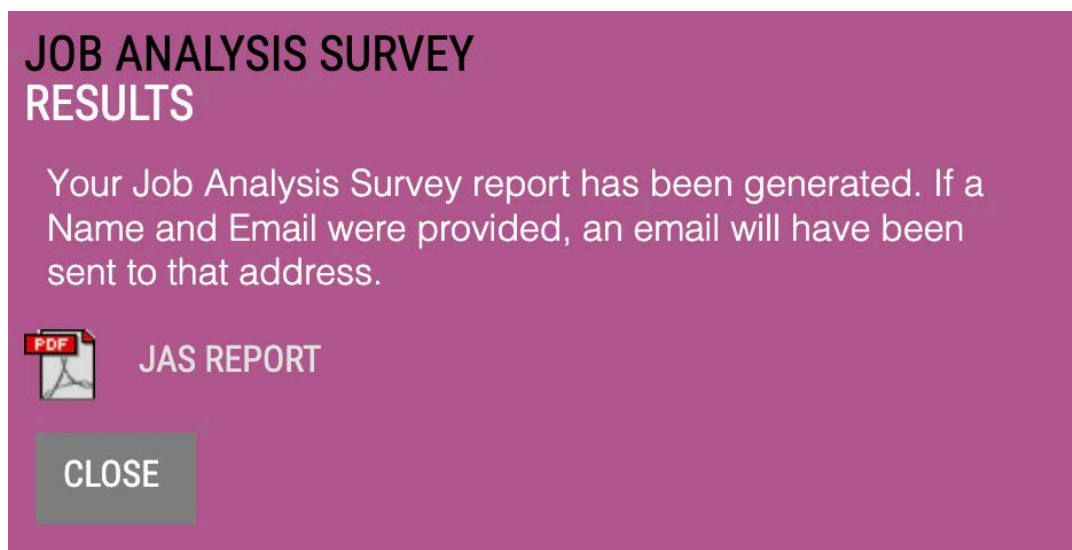 JOB ANALYSIS SURVEY
RESULTS
Your Job Analysis Survey report has been generated. If a
Name and Email were provided, an email will have been
sent to that address.
PDF
JAS REPORT
CLOSE